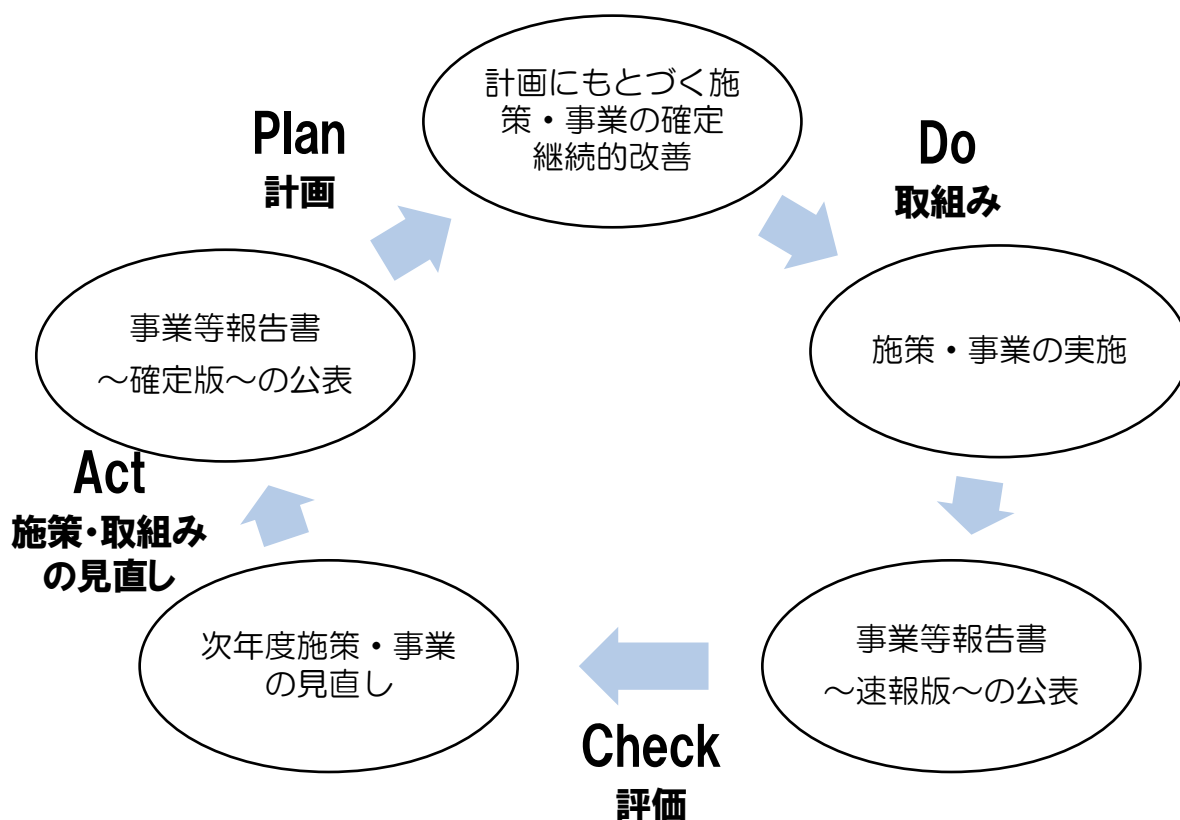 計画にもとづく施
策・事業の確定
継続的改善
Plan
計画
Do
取組み
事業等報告書
～確定版～の公表
施策・事業の実施
Act
施策・取組み
の見直し
次年度施策・事業
の見直し
事業等報告書
～速報版～の公表
Check
評価